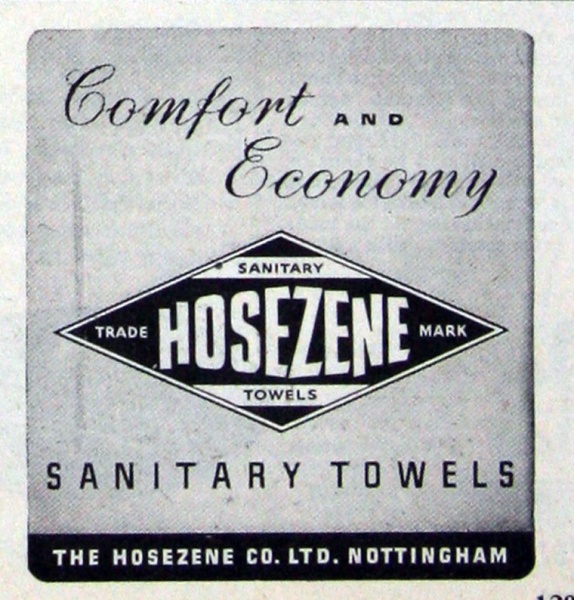 Comfort AND
Economy
SANITARY
TRADE HOSEZENE MARK
TOWELS
SANITARY TOWELS
THE HOSEZENE CO. LTD. NOTTINGHAM